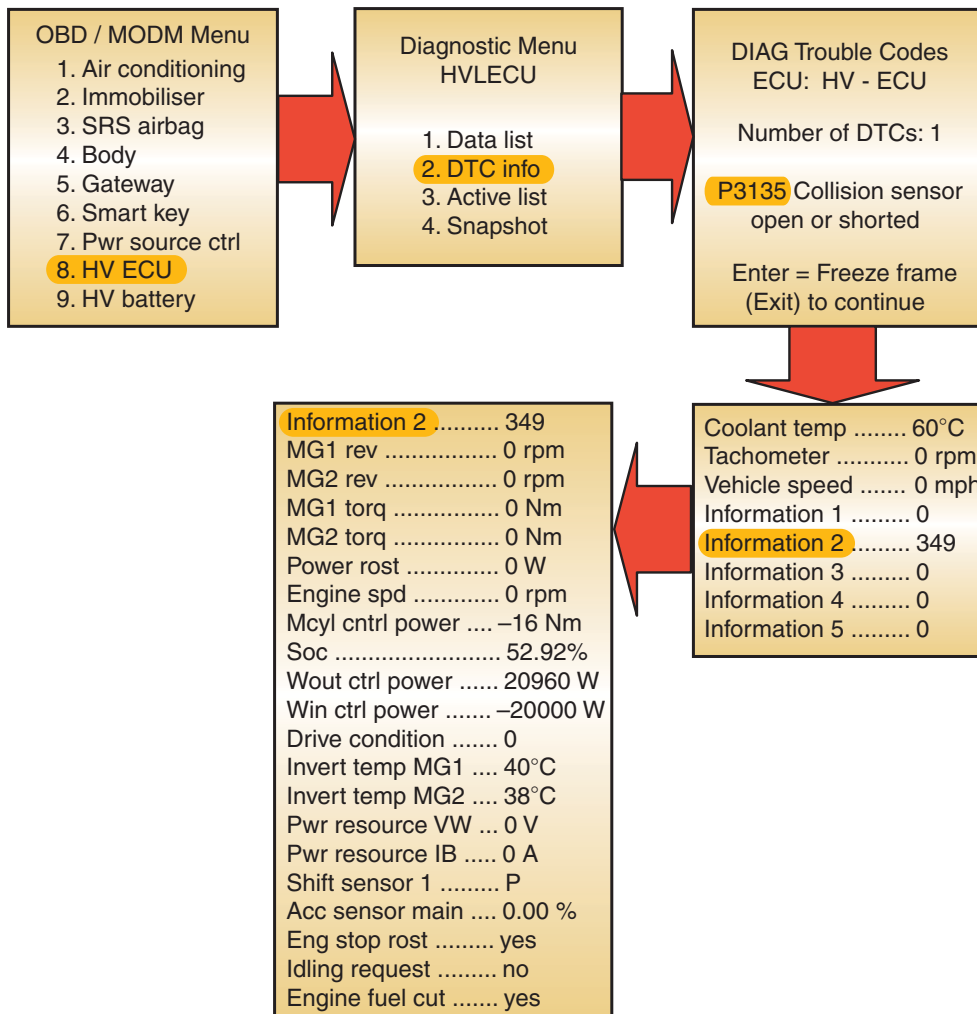 OBD / MODM Menu
1. Air conditioning
2. Immobiliser
3. SRS airbag
4. Body
5. Gateway
6. Smart key
7. Pwr source ctrl
8. HV ECU
9. HV battery
Diagnostic Menu
HVLECU
1. Data list
2. DTC info
3. Active list
4. Snapshot
DIAG Trouble Codes
ECU: HV - ECU
Number of DTCs: 1
P3135 Collision sensor
open or shorted
Enter = Freeze frame
(Exit) to continue
Coolant temp ........ 60°C
Tachometer ........... 0 rpm
Vehicle speed ....... 0 mph
Information 1 ......... 0
Information 2 ......... 349
Information 3 ......... 0
Information 4 ......... 0
Information 5 ......... 0
Information 2 .......... 349
MG1 rev ................. 0 rpm
MG2 rev ................. 0 rpm
MG1 torq ................ 0 Nm
MG2 torq ................ 0 Nm
Power rost ............. 0 W
Engine spd ............. 0 rpm
Mcyl cntrl power .... –16 Nm
Soc ......................... 52.92%
Wout ctrl power ...... 20960 W
Win ctrl power ....... –20000 W
Drive condition ....... 0
Invert temp MG1 .... 40°C
Invert temp MG2 .... 38°C
Pwr resource VW ... 0 V
Pwr resource IB ..... 0 A
Shift sensor 1 ......... P
Acc sensor main .... 0.00 %
Eng stop rost ......... yes
Idling request ......... no
Engine fuel cut ....... yes